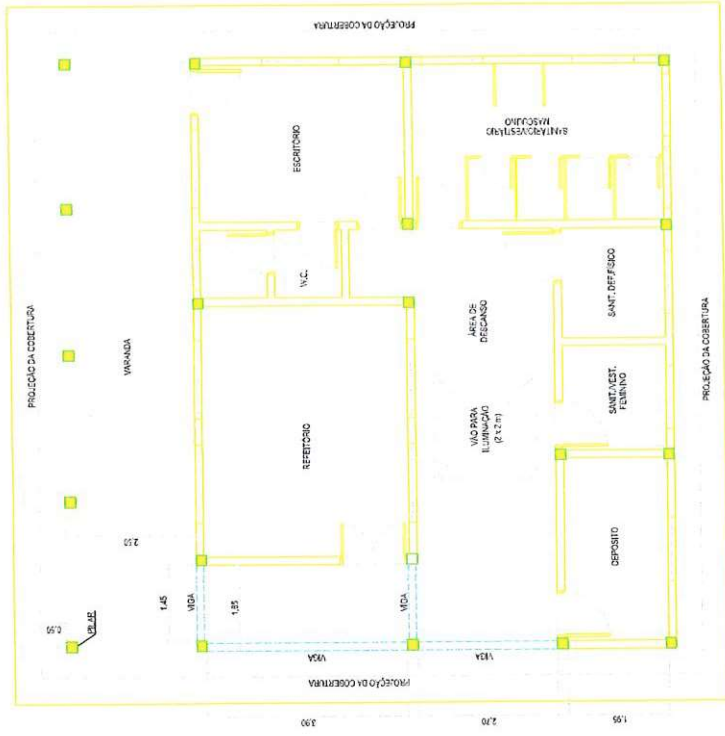 PROJEÇÃO DA COBERTURA
PROJEÇÃO DA COBERTURA
VARANDA
2.50
0.50
PILAR
1,45
VIGA
1,85
ESCRITÓRIO
SANITÁRIO/VESTIÁRIO
MASCULINO
W.C.
REFEITÓRIO
ÁREA DE
DESCANSO
VÃO PARA
ILUMINAÇÃO
(2 x 2 m)
SANIT. DEF.FÍSICO
SANIT./VEST.
FEMININO
DEPÓSITO
VIGA
VIGA
VIGA
PROJEÇÃO DA COBERTURA
PROJEÇÃO DA COBERTURA
3.90
2.70
1.95